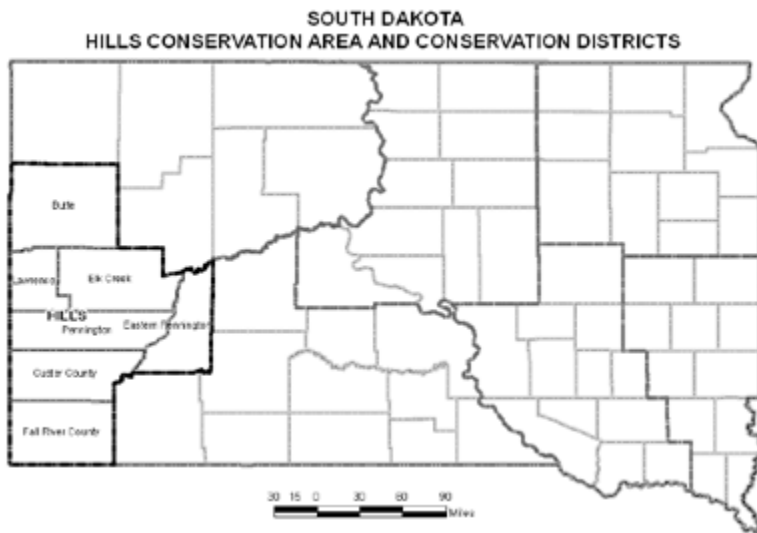 SOUTH DAKOTA
HILLS CONSERVATION AREA AND CONSERVATION DISTRICTS
Butte
Lawrence
Elk Creek
HILLS
Pennington
Eastern Pennington
Custer County
Fall River County
30 15 0 30 60 90
Miles